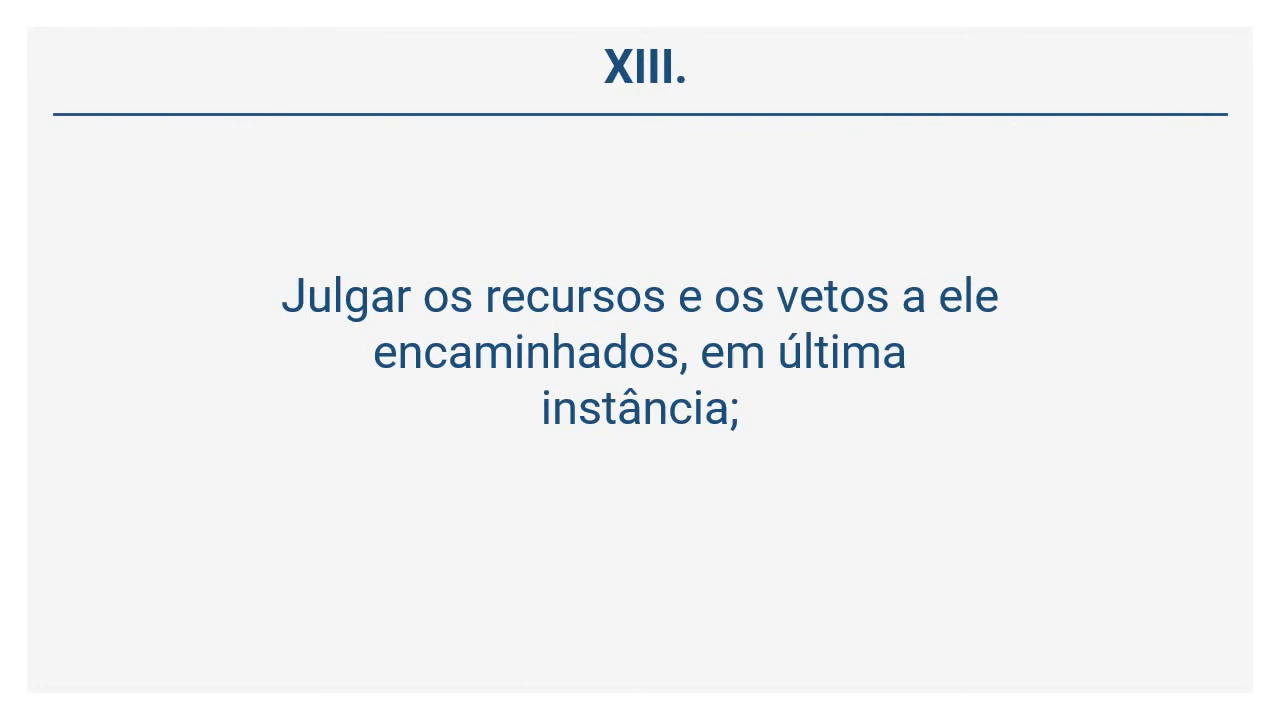 XIII.
Julgar os recursos e os vetos a ele
encaminhados, em última
instância;